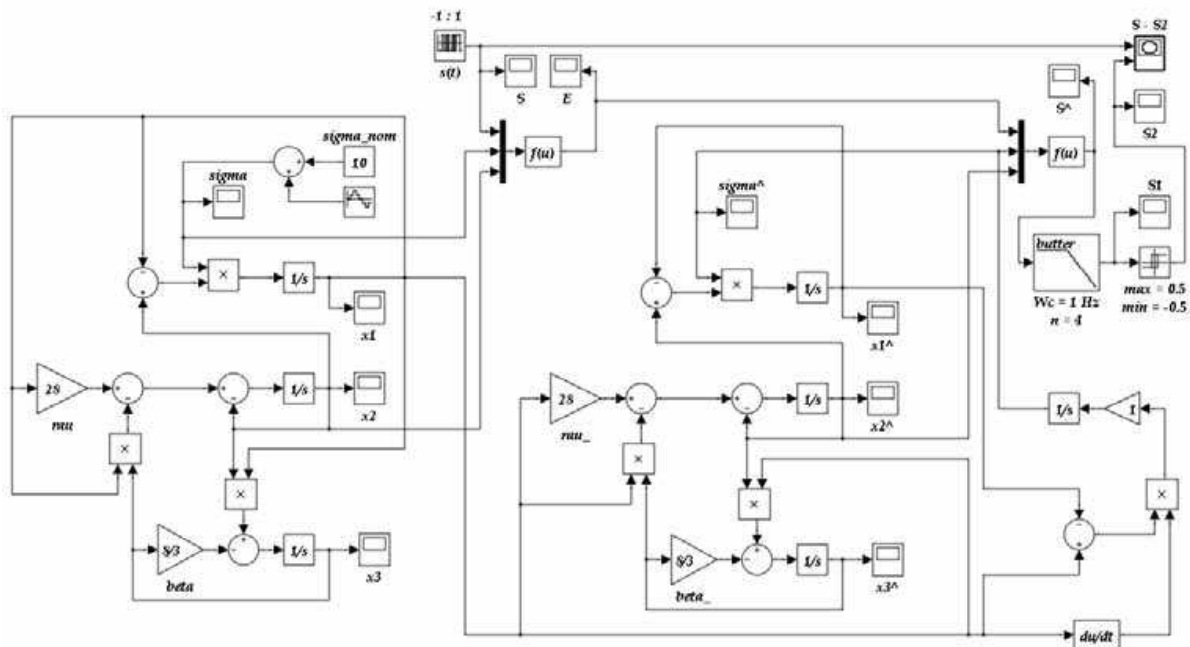 -1 : 1
s(t)
S
E
S^
S - S2
S2
sigma_nom
10
sigma
f(u)
sigma^
f(u)
S1
×
1/s
x1
×
1/s
x1^
butter
Wc = 1 Hz
n = 4
max = 0.5
min = -0.5
28
rau
1/s
x2
28
rau_
1/s
x2^
1/s
1
×
×
×
×
×
8/3
beta
1/s
x3
8/3
beta_
1/s
x3^
du/dt